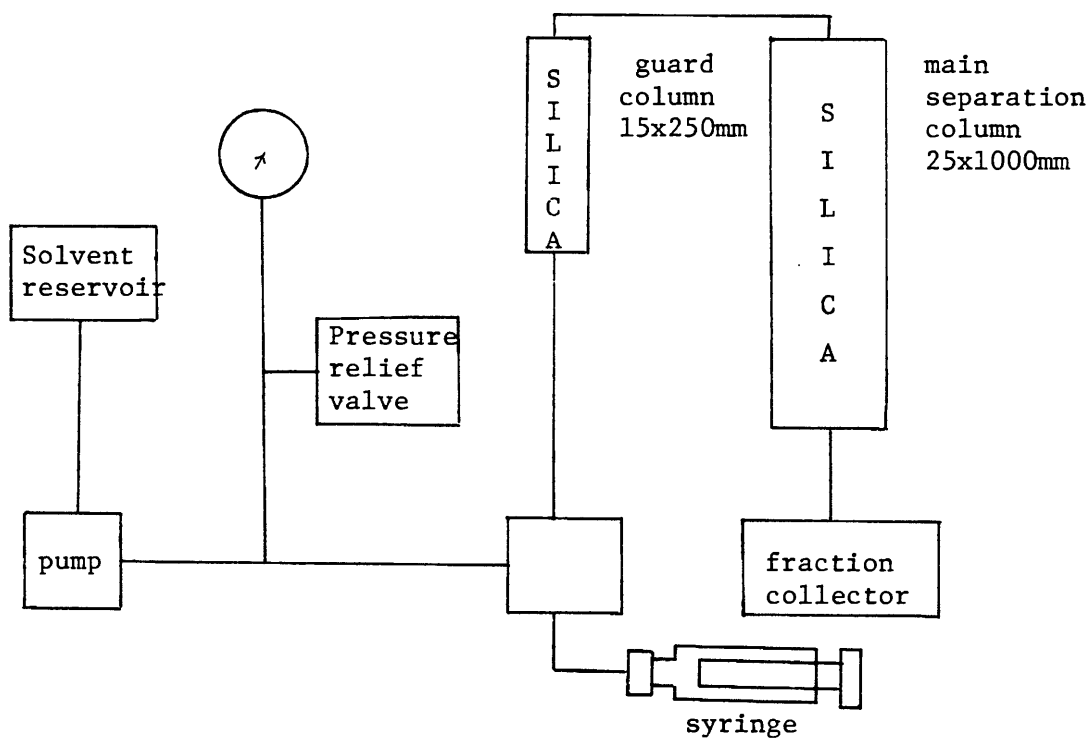 Solvent
reservoir
pump
Pressure
relief
valve
S
I
L
I
C
A
guard
column
15x250mm
S
I
L
I
C
A
main
separation
column
25x1000mm
fraction
collector
syringe